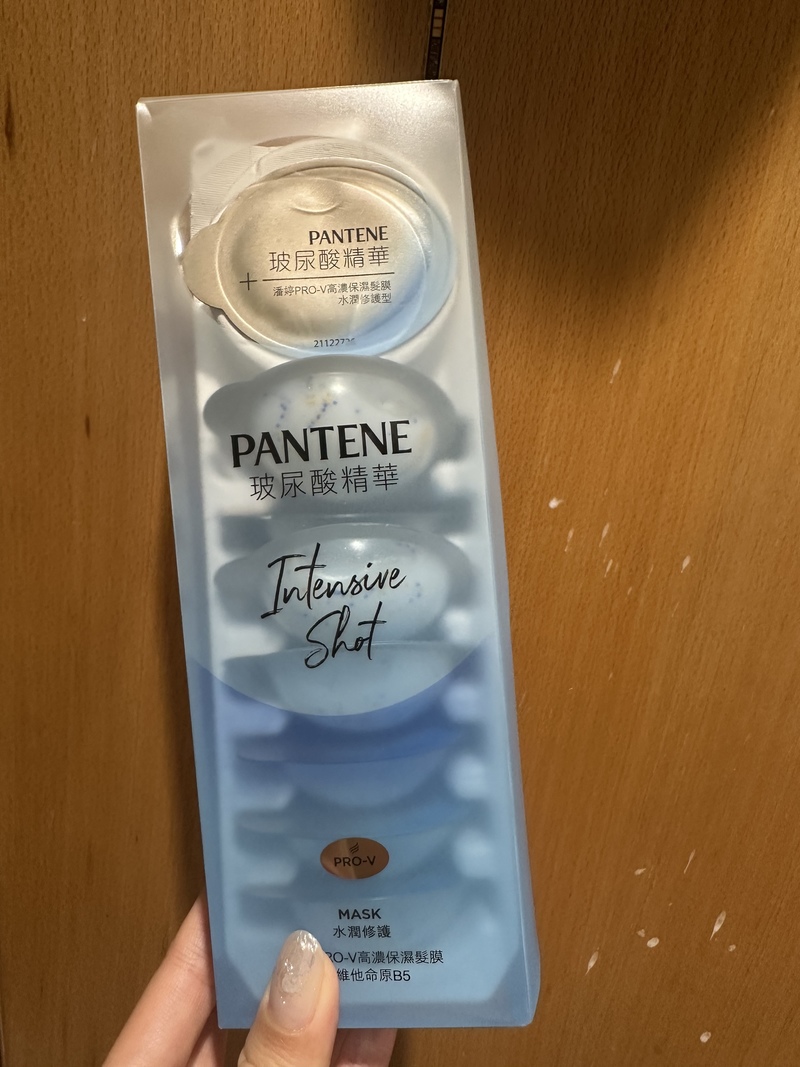 PANTENE
玻尿酸精華
+
潘婷PRO-V高濃保濕髮膜
水潤修護型
PANTENE
玻尿酸精華
Intensive
Shot
PRO-V
MASK
水潤修護
RO-V高濃保濕髮膜
維他命原B5